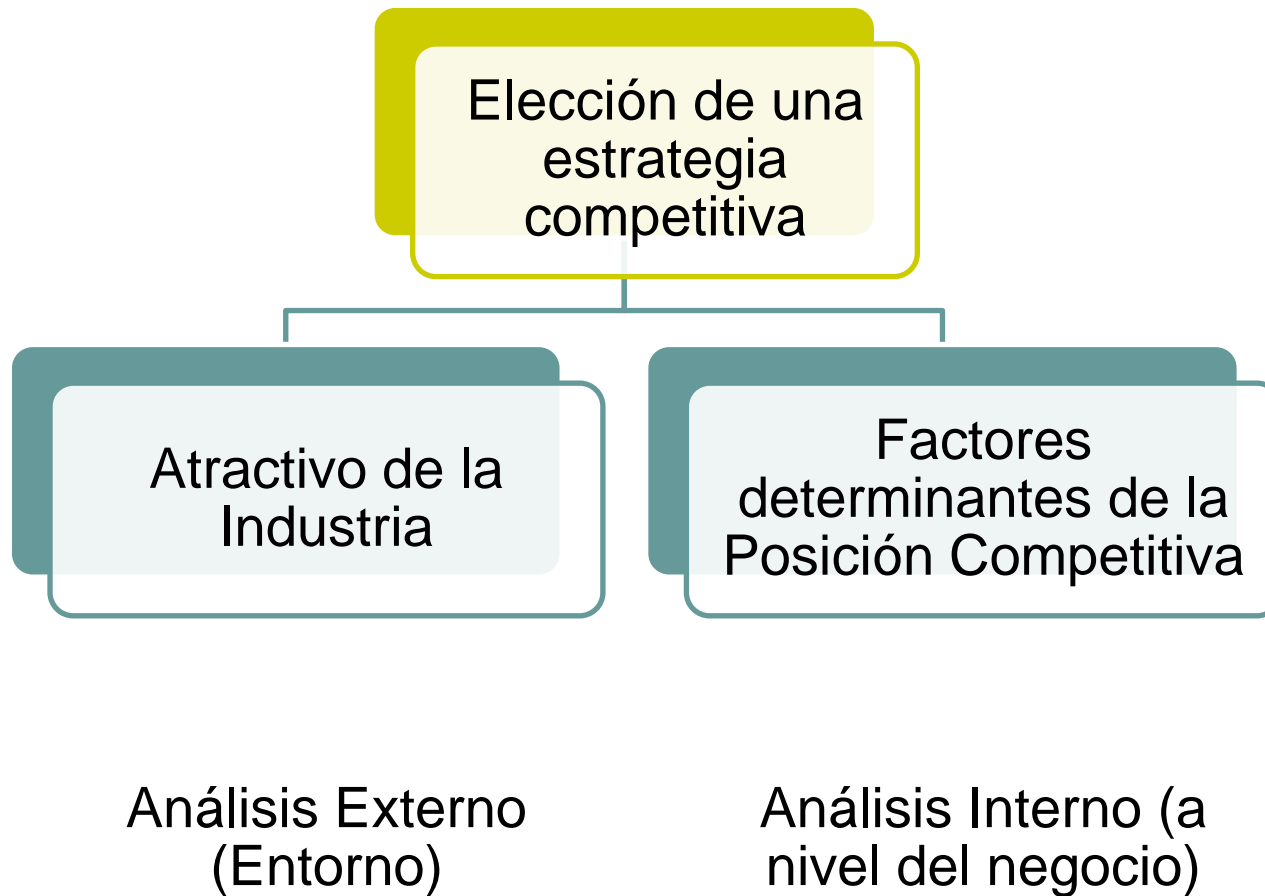 Elección de una
estrategia
competitiva
Atractivo de la
Industria
Factores
determinantes de la
Posición Competitiva
Análisis Externo
(Entorno)
Análisis Interno (a
nivel del negocio)